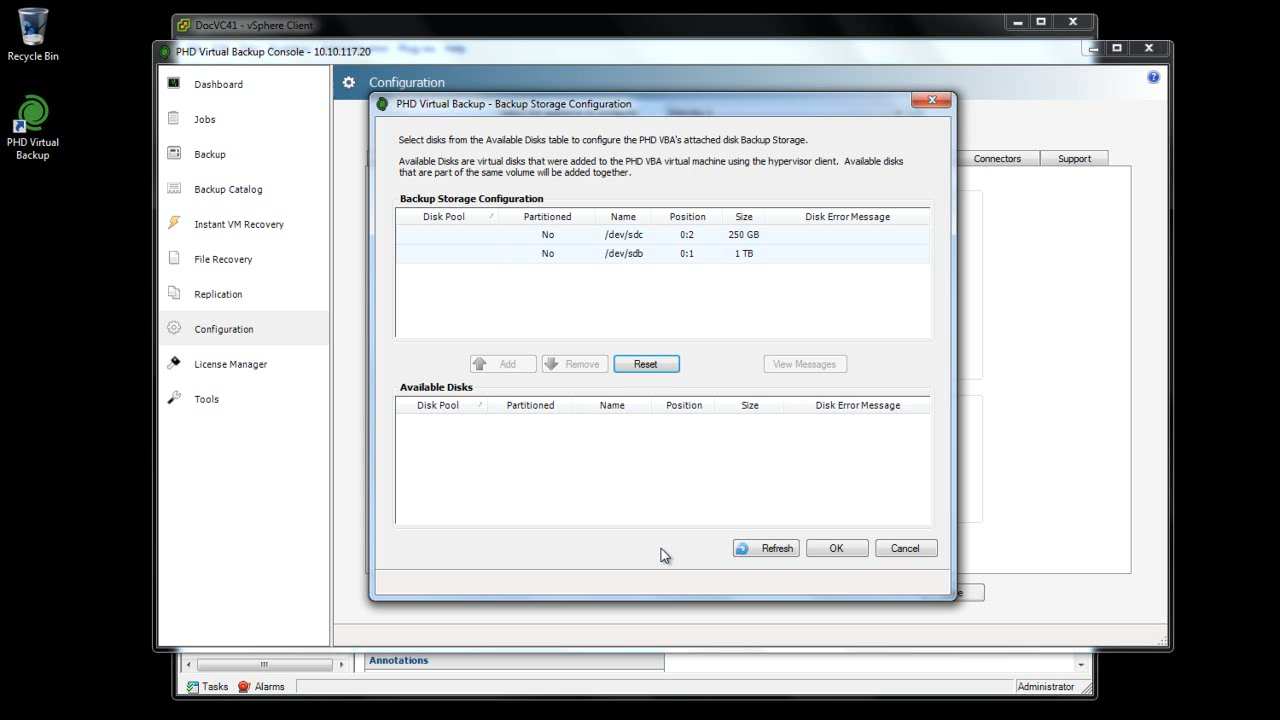 Recycle Bin
PHD Virtual
Backup
DocVC41 - vSphere Client
PHD Virtual Backup Console - 10.10.117.20
Plug-ins Help
Dashboard
Jobs
Backup
Backup Catalog
Instant VM Recovery
File Recovery
Replication
Configuration
License Manager
Tools
Configuration
Connectors
Support
PHD Virtual Backup - Backup Storage Configuration
Select disks from the Available Disks table to configure the PHD VBA's attached disk Backup Storage.
Available Disks are virtual disks that were added to the PHD VBA virtual machine using the hypervisor client. Available disks
that are part of the same volume will be added together.
Backup Storage Configuration
Disk Pool Partitioned Name Position Size Disk Error Message
No /dev/sdc 0:2 250 GB
No /dev/sdb 0:1 1 TB
Add Remove Reset View Messages
Available Disks
Disk Pool Partitioned Name Position Size Disk Error Message
Refresh OK Cancel
Annotations
Tasks Alarms Administrator